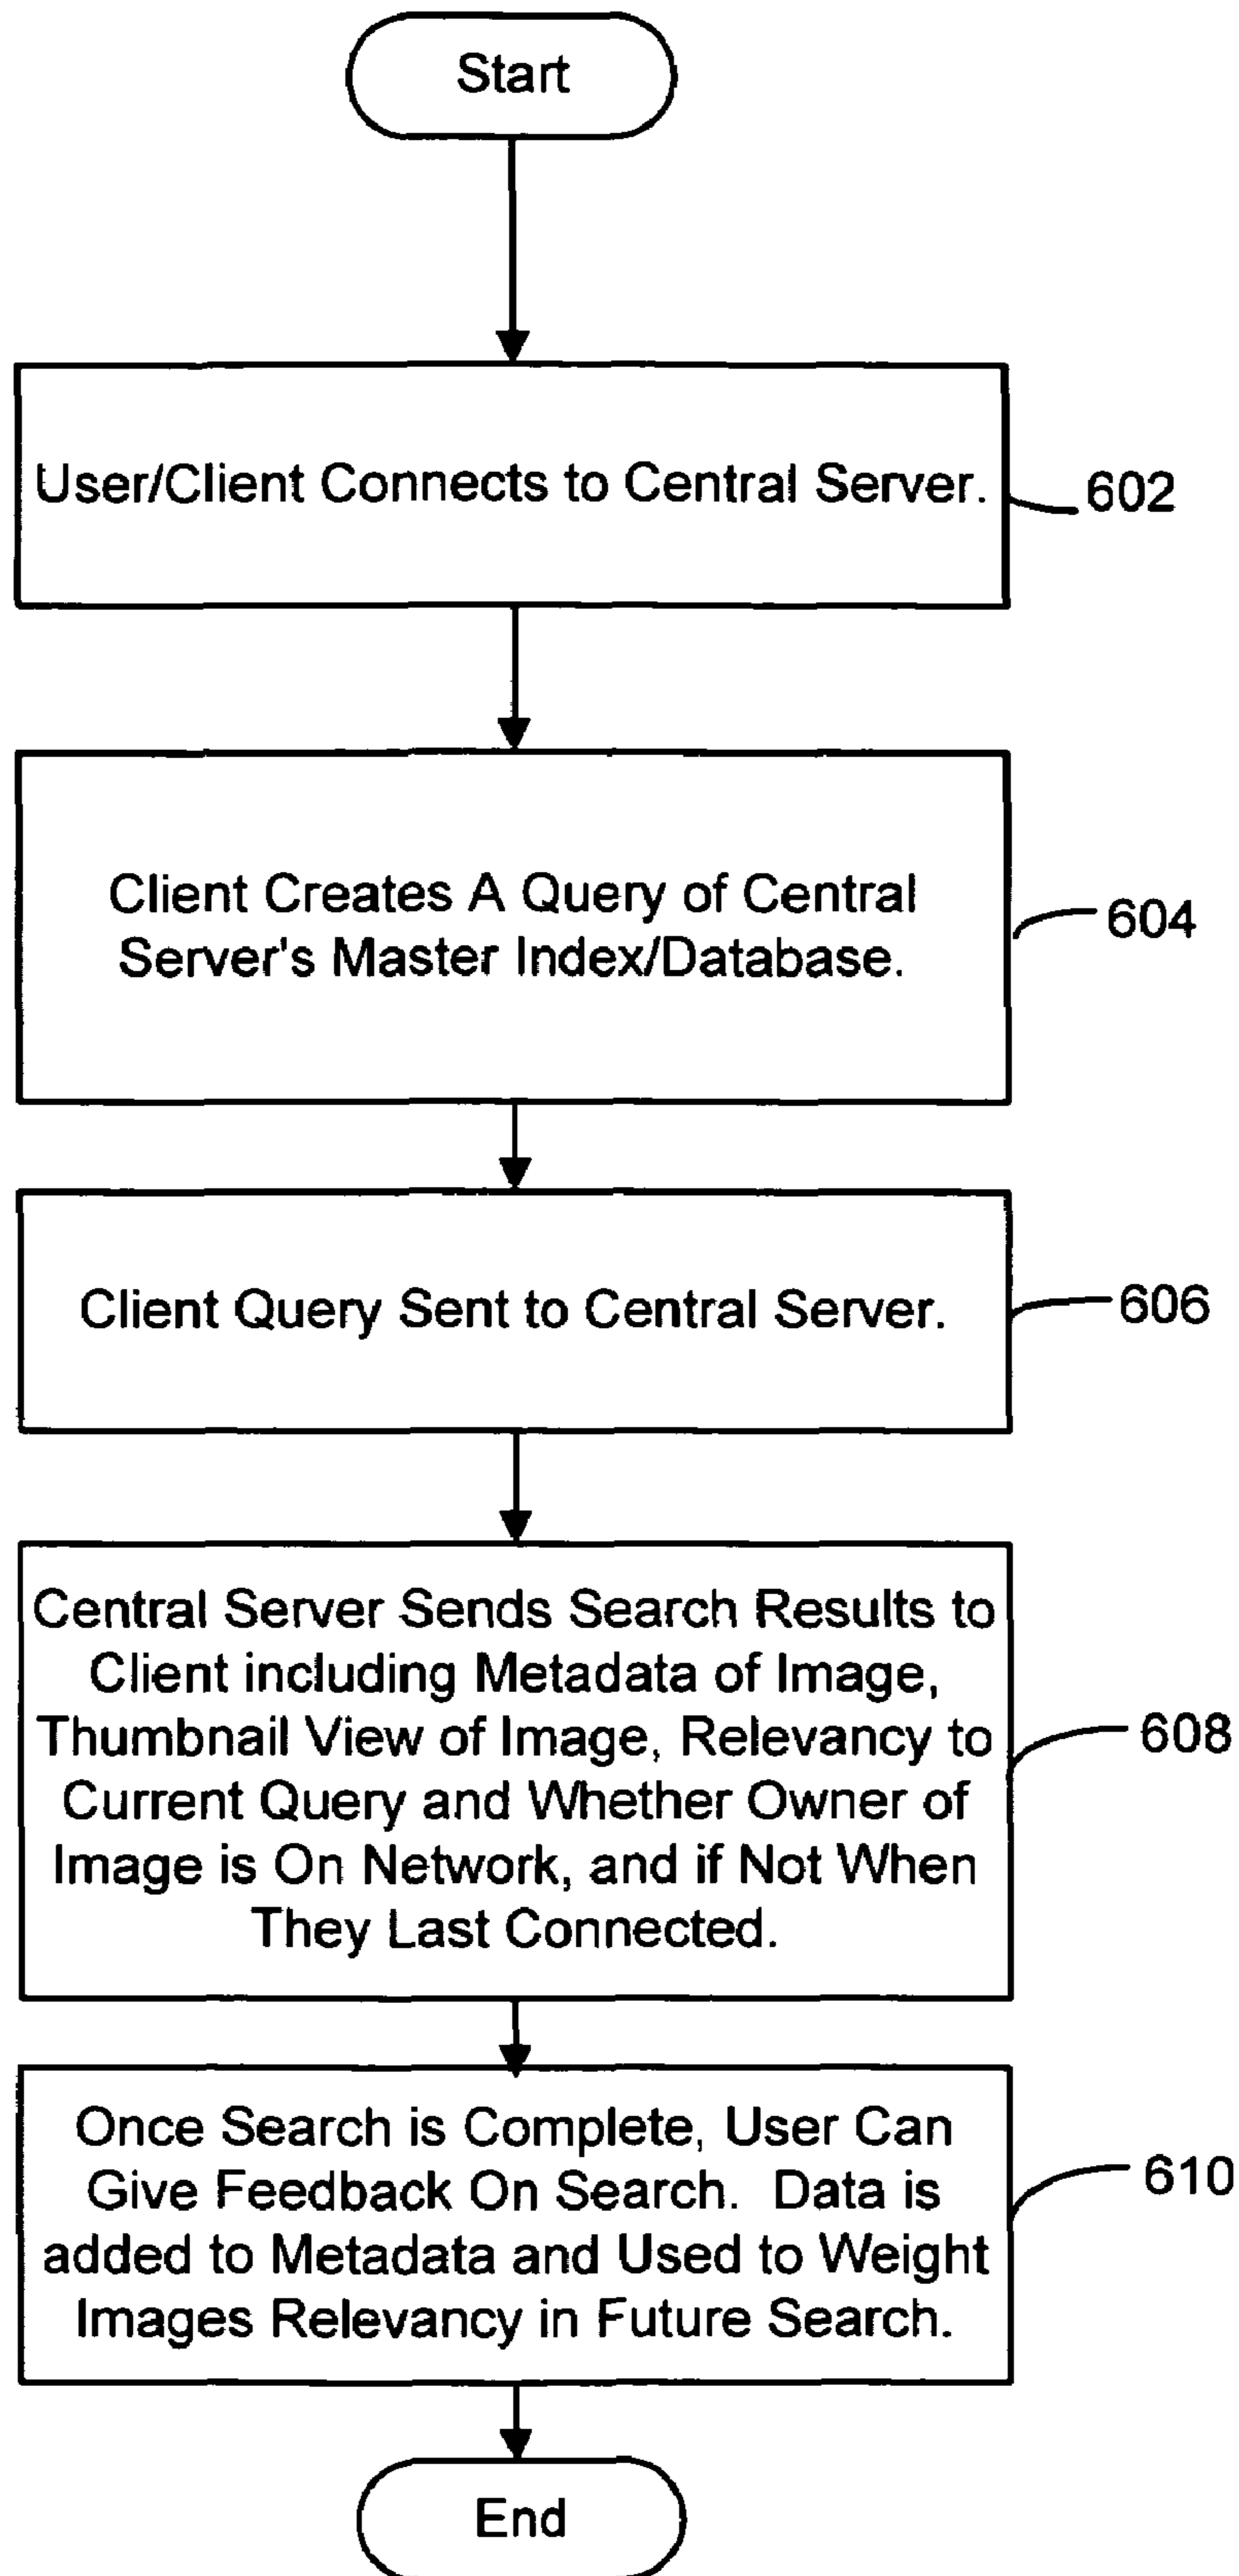 Start
User/Client Connects to Central Server.
602
Client Creates A Query of Central
Server's Master Index/Database.
604
Client Query Sent to Central Server.
606
Central Server Sends Search Results to
Client including Metadata of Image,
Thumbnail View of Image, Relevancy to
Current Query and Whether Owner of
Image is On Network, and if Not When
They Last Connected.
608
Once Search is Complete, User Can
Give Feedback On Search. Data is
added to Metadata and Used to Weight
Images Relevancy in Future Search.
610
End